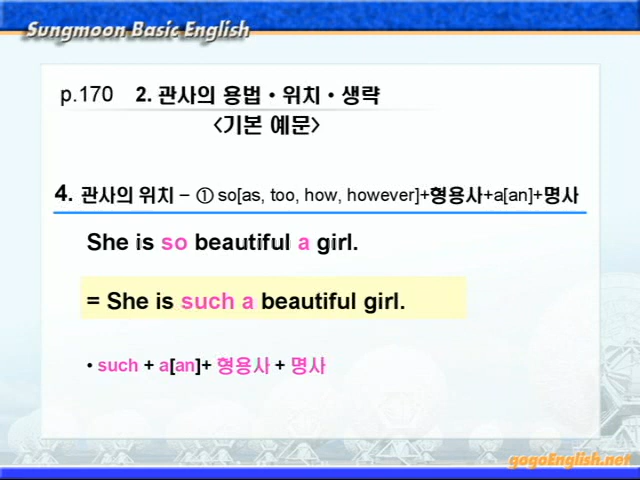 Sungmoon Basic English
p.170 2. 관사의 용법・위치・생략
<기본 예문>
4. 관사의 위치 – ① so[as, too, how, however]+형용사+a[an]+명사
She is so beautiful a girl.
= She is such a beautiful girl.
• such + a[an]+ 형용사 + 명사
gogoEnglish.net